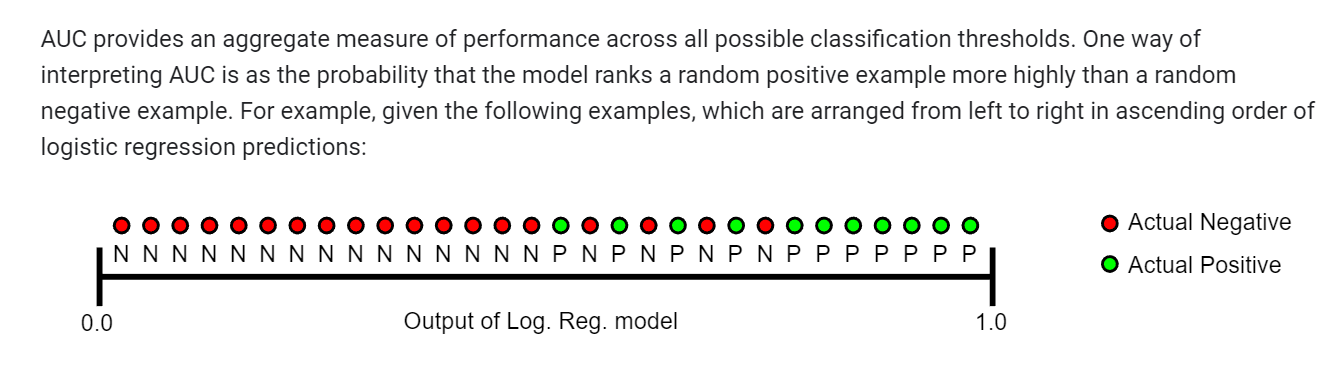 AUC provides an aggregate measure of performance across all possible classification thresholds. One way of
interpreting AUC is as the probability that the model ranks a random positive example more highly than a random
negative example. For example, given the following examples, which are arranged from left to right in ascending order of
logistic regression predictions:
Actual Negative
N N N N N N N N N N N N N N N P N P N P N P N P P P P P P P
Actual Positive
0.0 Output of Log. Reg. model 1.0